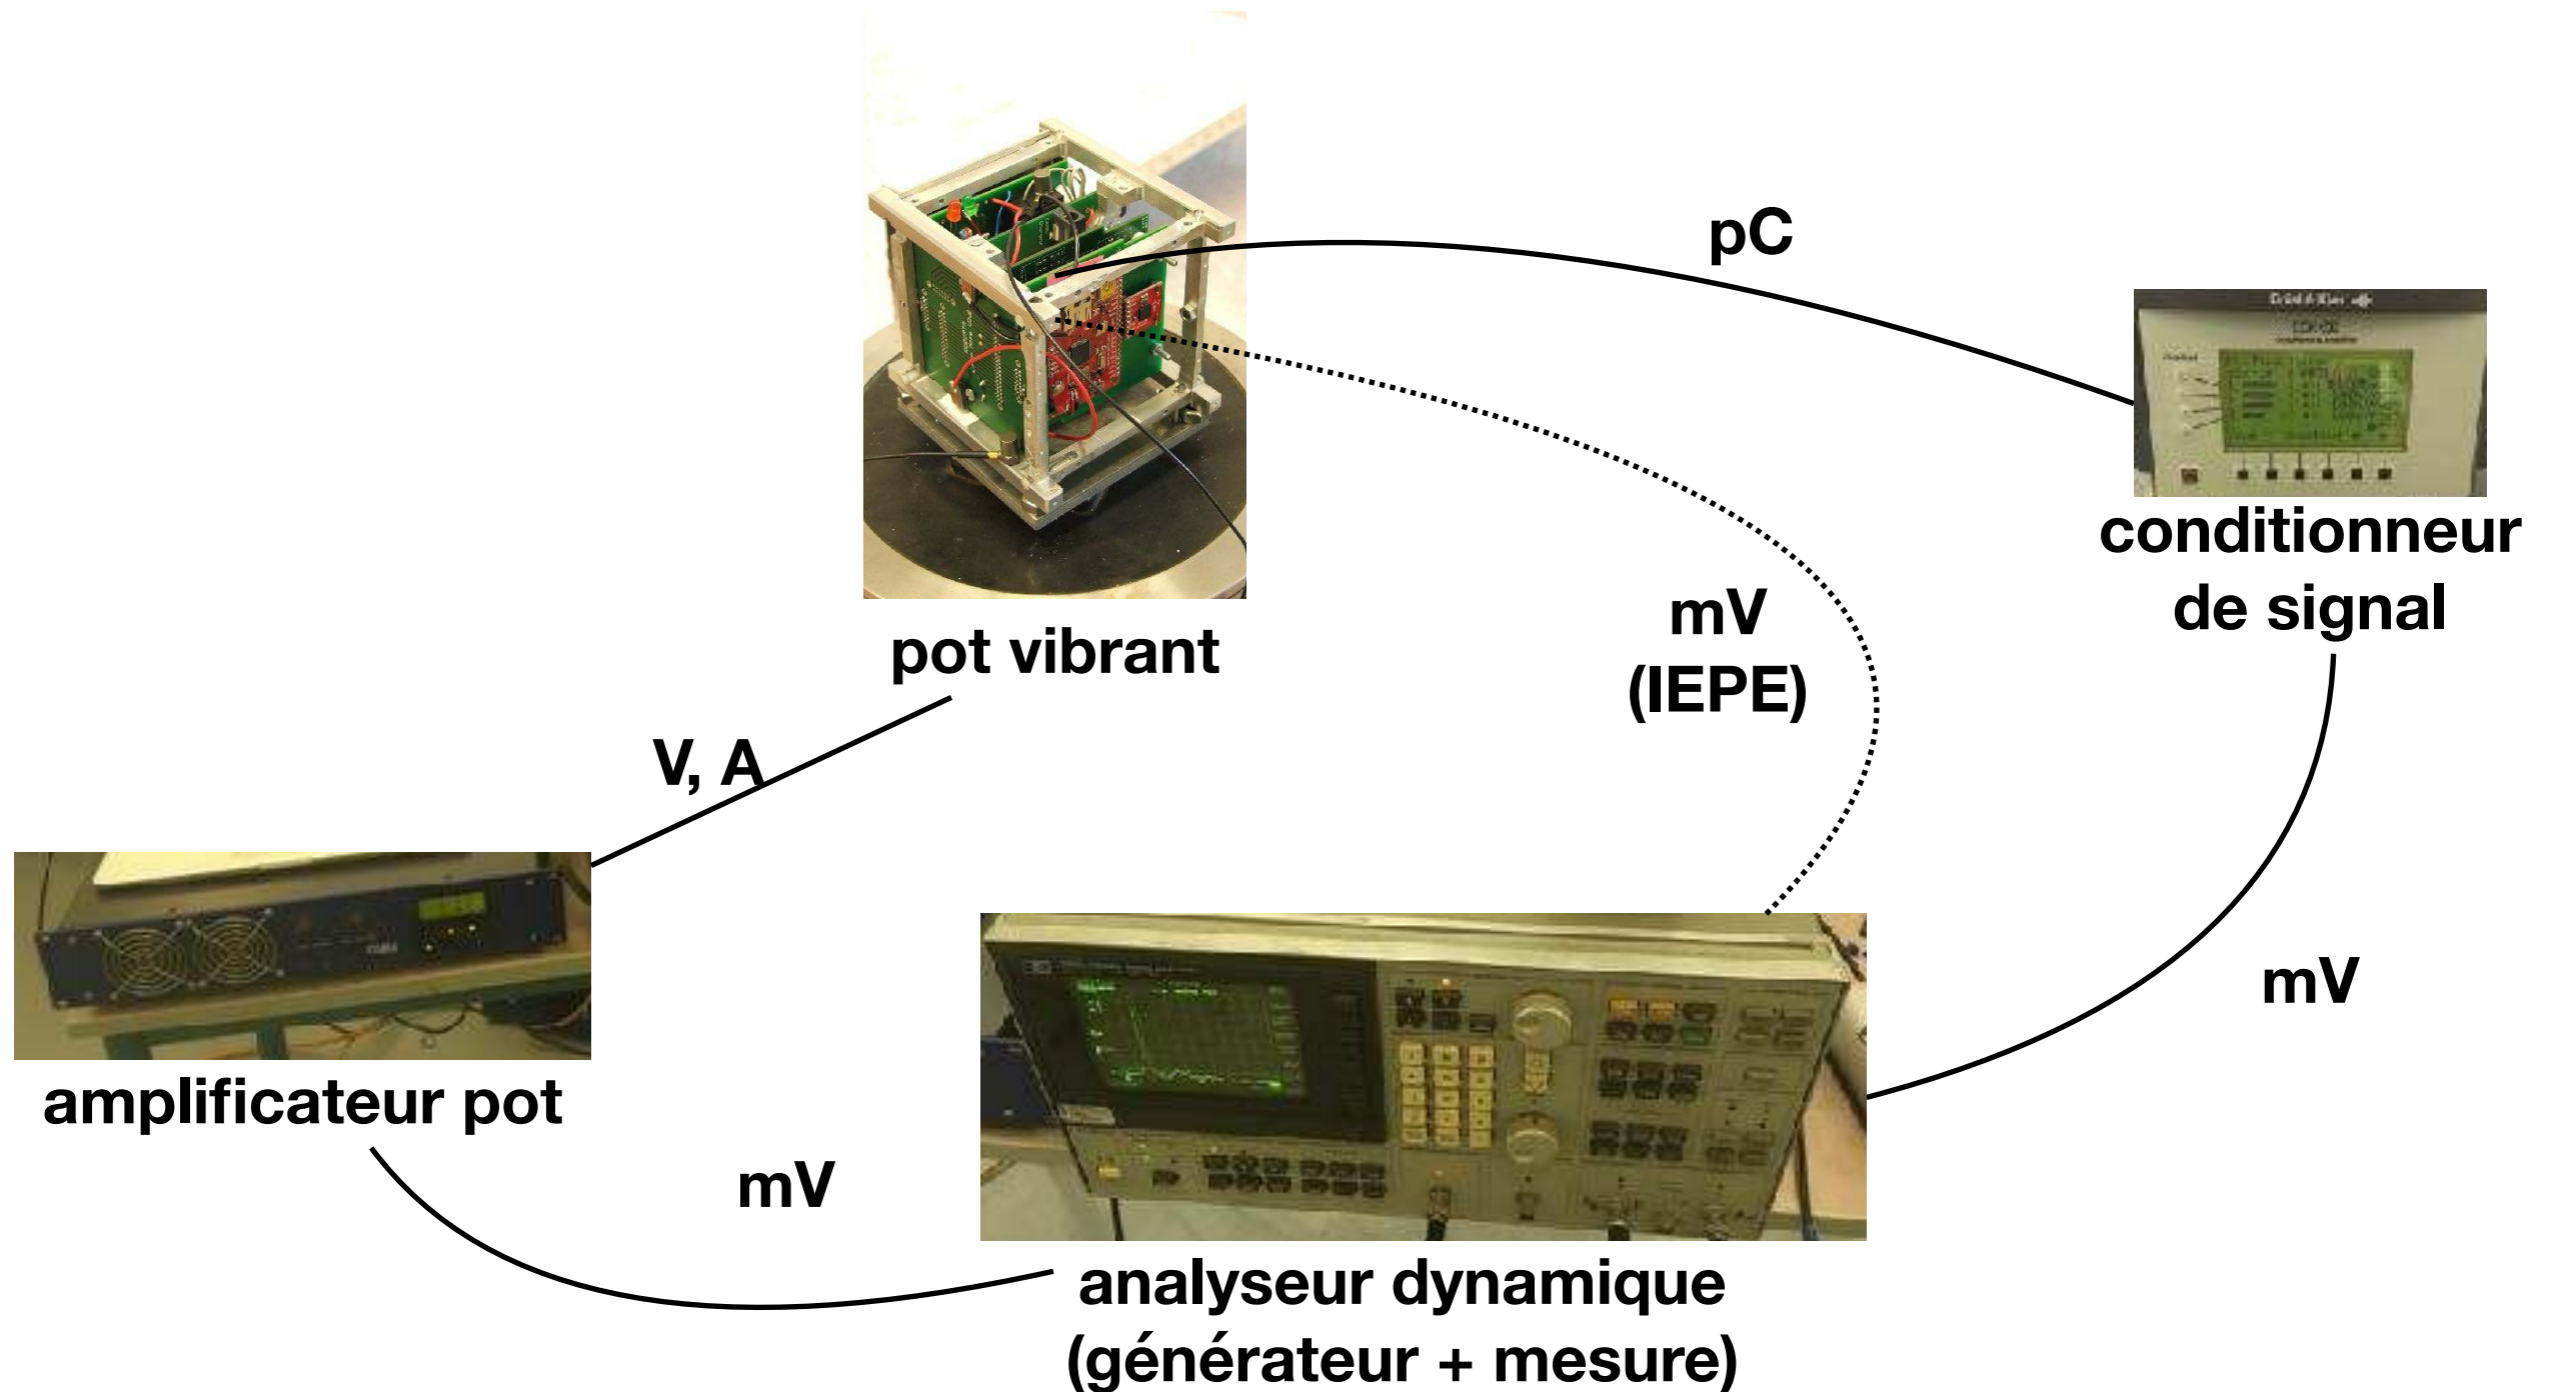 pC
pot vibrant
conditionneur
de signal
mV
(IEPE)
V, A
mV
amplificateur pot
mV
analyseur dynamique
(générateur + mesure)